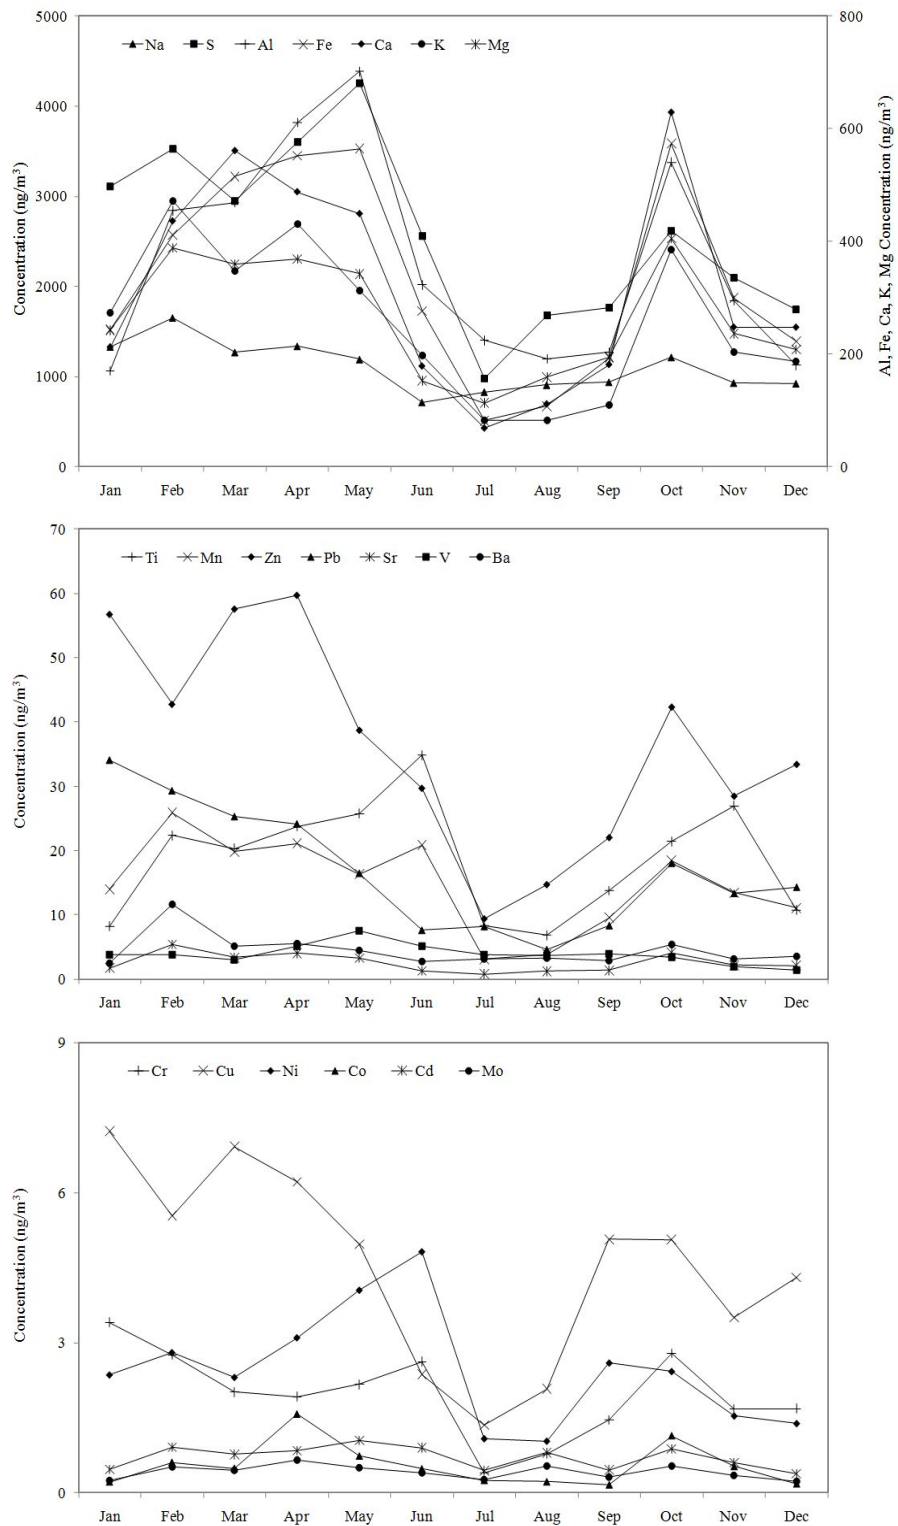 5000
800
Na S Al Fe Ca K Mg
4000
600
3000
400
2000
200
1000
0
0
Concentration (ng/m³)
Al, Fe, Ca, K, Mg Concentration (ng/m³)
Jan Feb Mar Apr May Jun Jul Aug Sep Oct Nov Dec
70
Ti Mn Zn Pb Sr V Ba
60
50
40
30
20
10
0
Concentration (ng/m³)
Jan Feb Mar Apr May Jun Jul Aug Sep Oct Nov Dec
9
Cr Cu Ni Co Cd Mo
6
3
0
Concentration (ng/m³)
Jan Feb Mar Apr May Jun Jul Aug Sep Oct Nov Dec